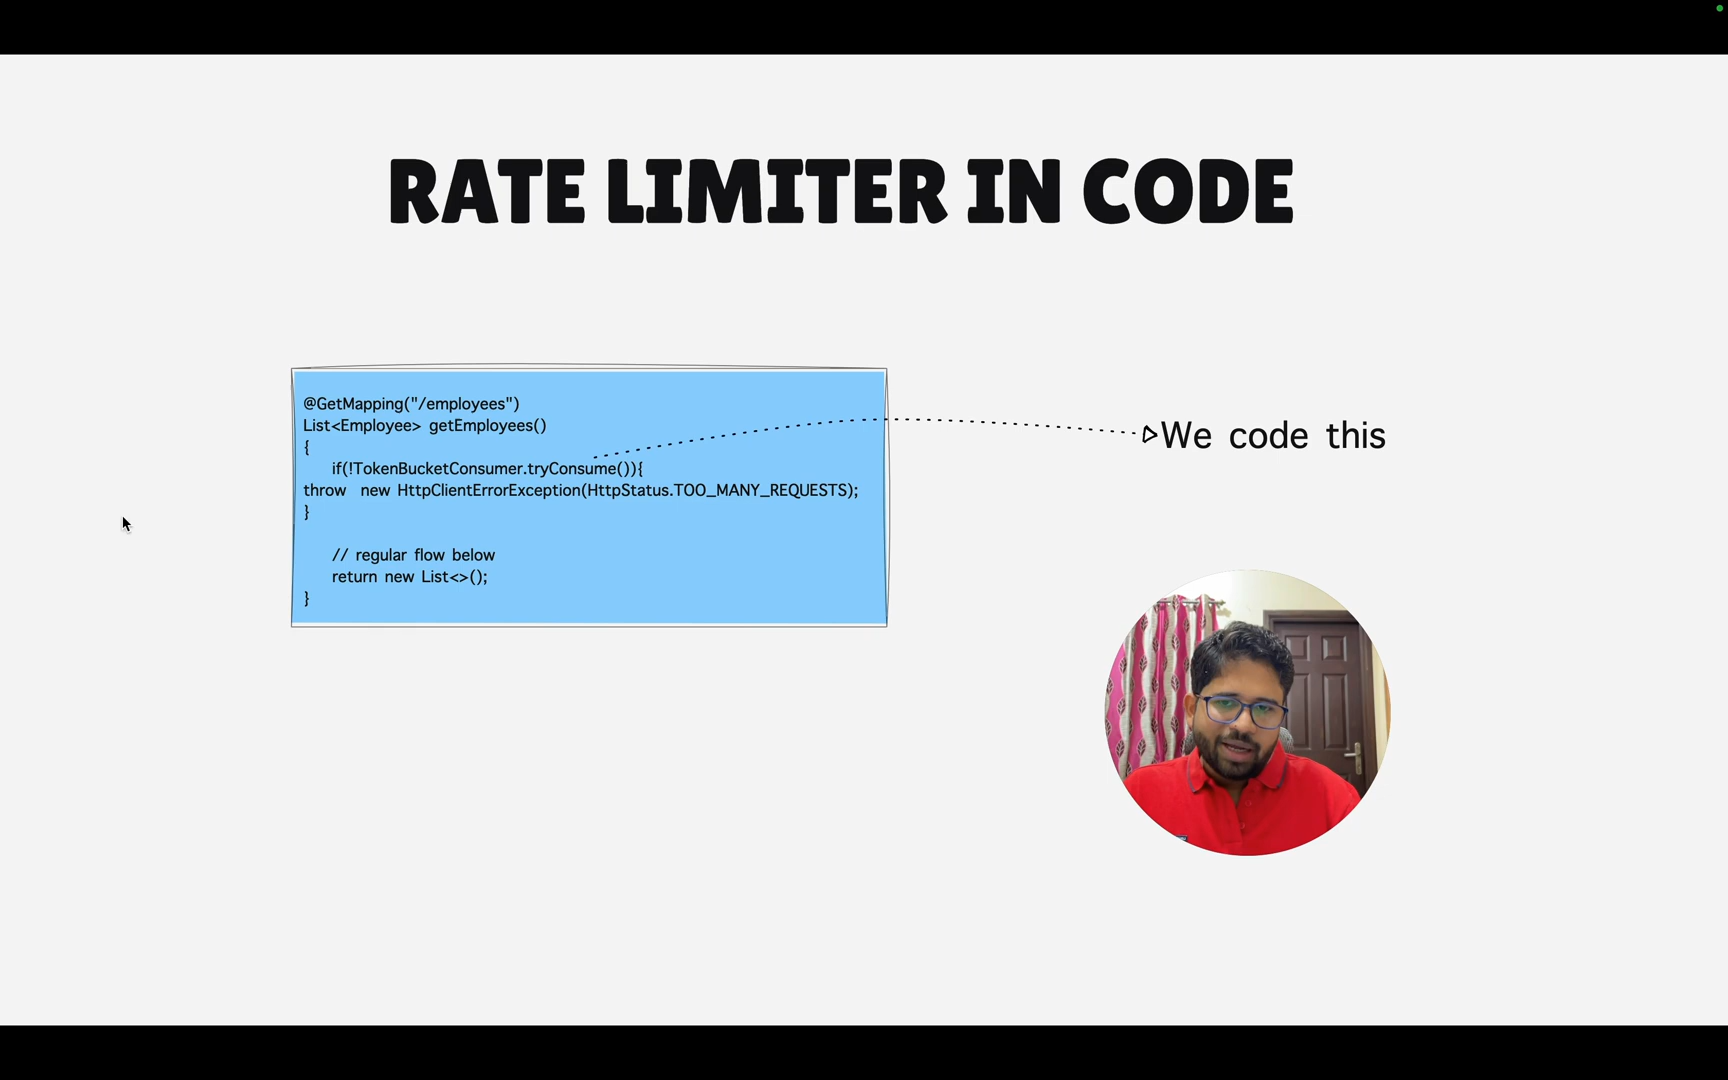 RATE LIMITER IN CODE
@GetMapping("/employees")
List<Employee> getEmployees()
{
if(!TokenBucketConsumer.tryConsume()){
throw new HttpClientErrorException(HttpStatus.TOO_MANY_REQUESTS);
}
// regular flow below
return new List<>();
}
We code this